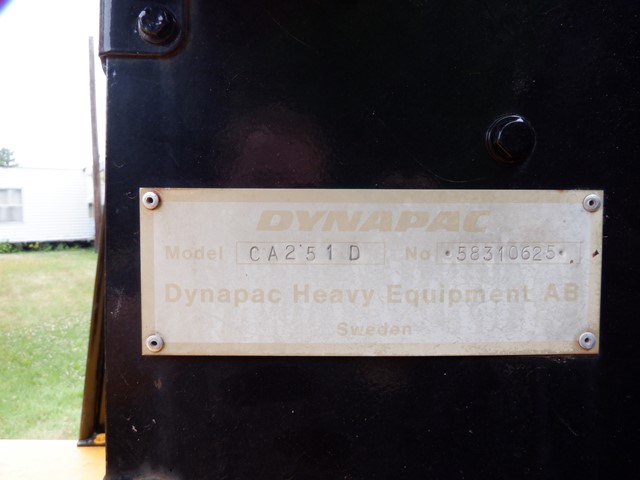 DYNAPAC
Model CA251D No ·58310625·
Dynapac Heavy Equipment AB
Sweden